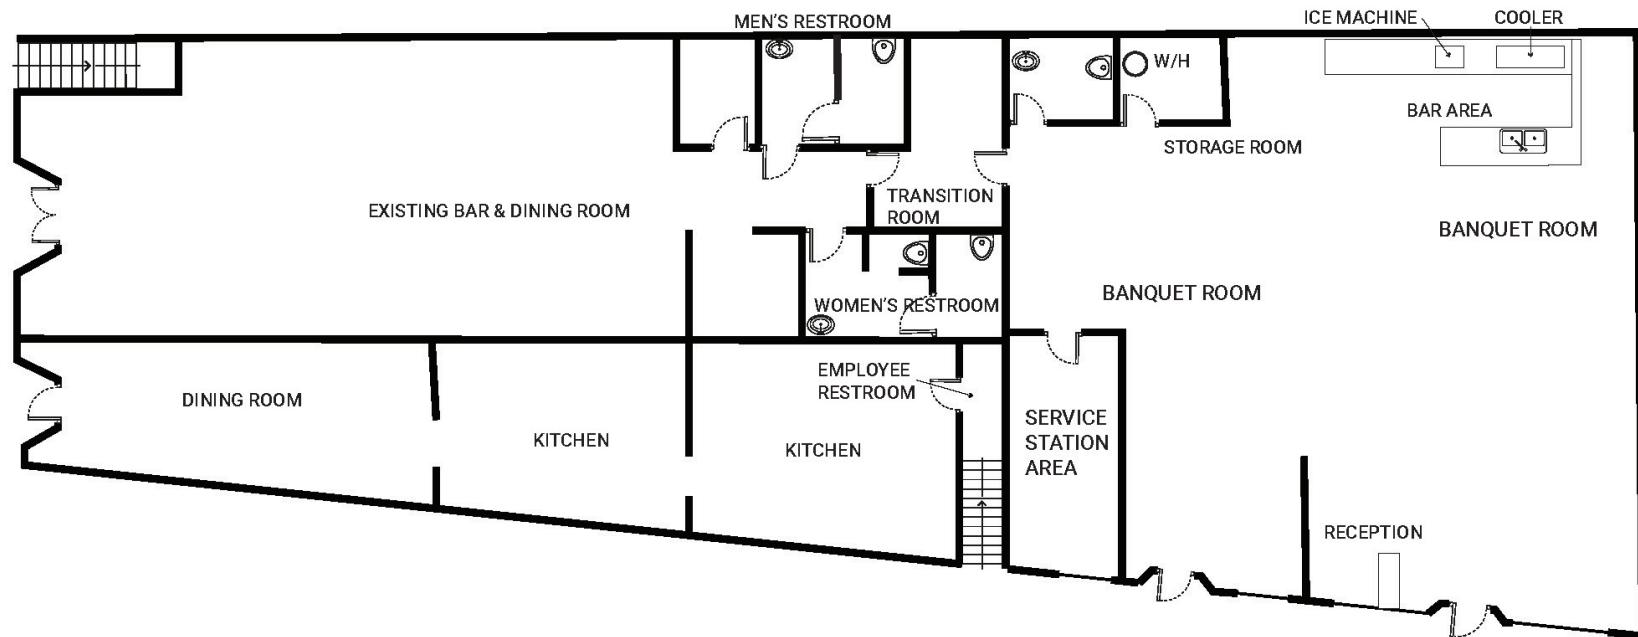 MEN'S RESTROOM
ICE MACHINE
COOLER
W/H
BAR AREA
STORAGE ROOM
TRANSITION
ROOM
EXISTING BAR & DINING ROOM
BANQUET ROOM
BANQUET ROOM
WOMEN'S RESTROOM
EMPLOYEE
RESTROOM
DINING ROOM
SERVICE
STATION
AREA
KITCHEN
KITCHEN
RECEPTION